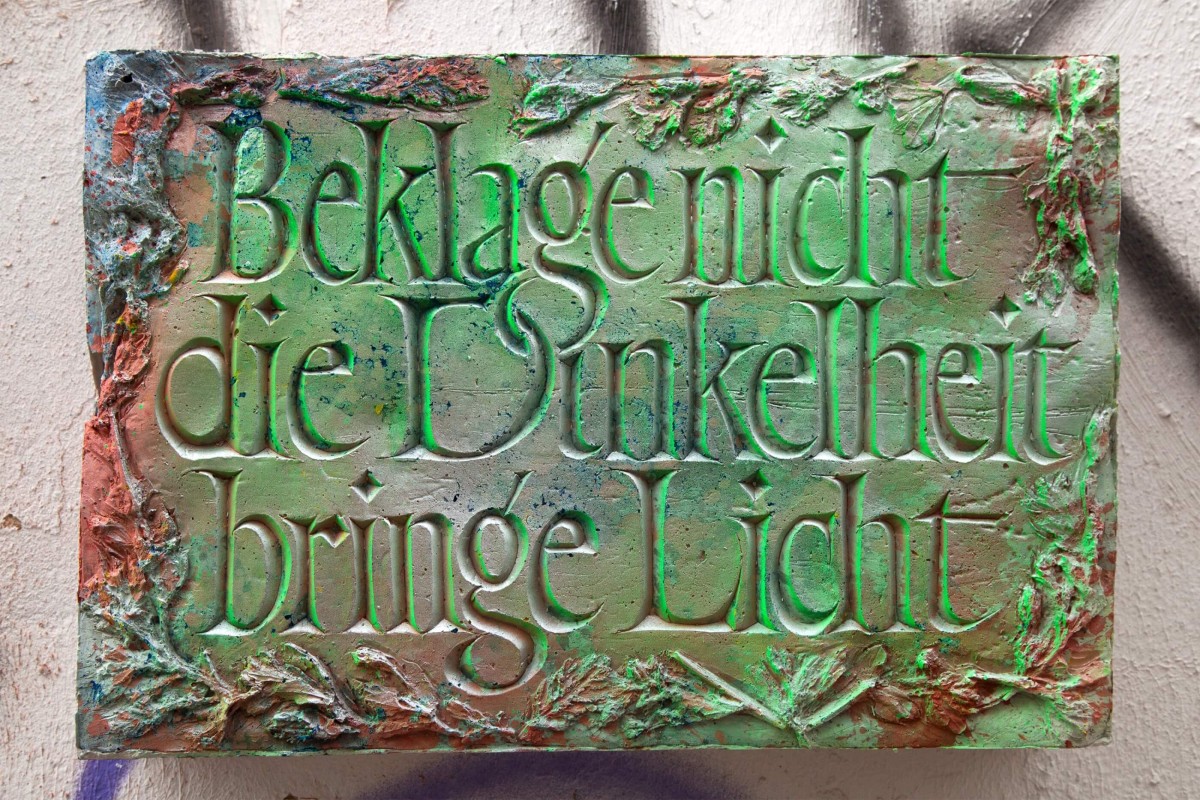 Beklage nicht
die Dunkelheit
bringe Licht